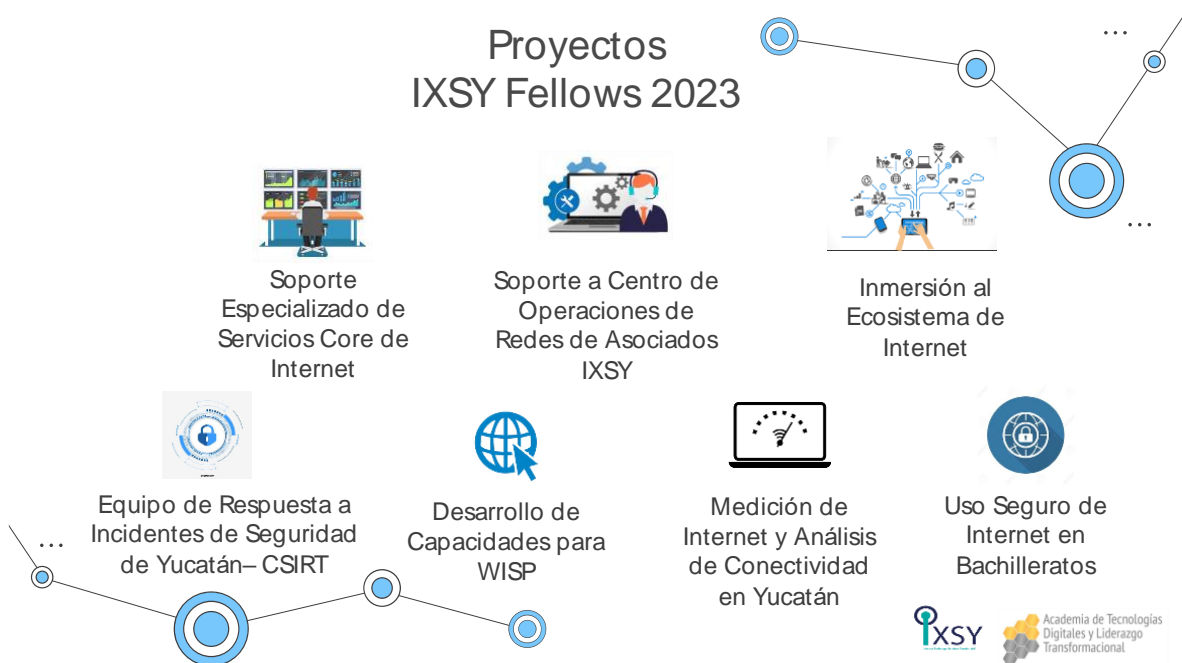 Proyectos
IXSY Fellows 2023
Soporte
Especializado de
Servicios Core de
Internet
Soporte a Centro de
Operaciones de
Redes de Asociados
IXSY
Inmersión al
Ecosistema de
Internet
Equipo de Respuesta a
Incidentes de Seguridad
de Yucatán– CSIRT
Desarrollo de
Capacidades para
WISP
Medición de
Internet y Análisis
de Conectividad
en Yucatán
Uso Seguro de
Internet en
Bachilleratos
IXSY
Academia de Tecnologías
Digitales y Liderazgo
Transformacional